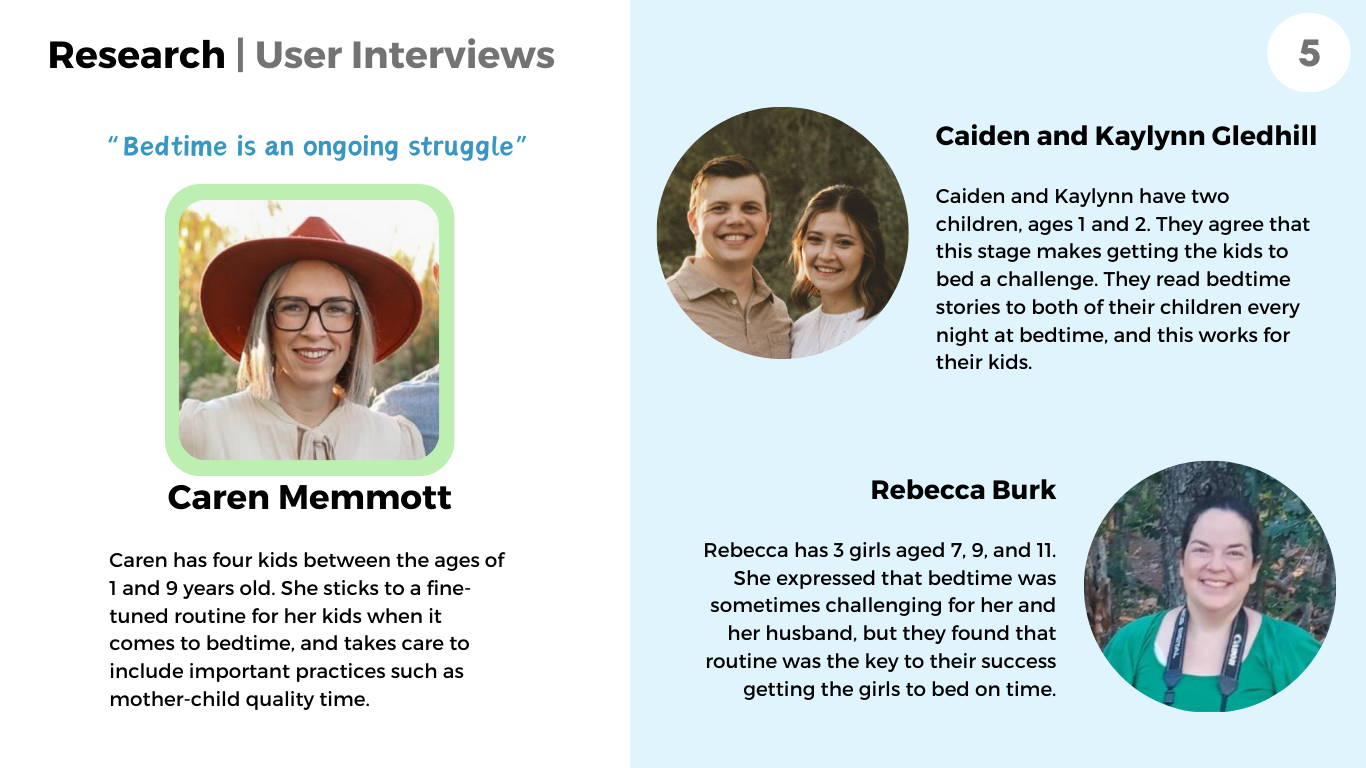 Research | User Interviews
5
“Bedtime is an ongoing struggle”
Caren Memmott
Caren has four kids between the ages of
1 and 9 years old. She sticks to a fine-
tuned routine for her kids when it
comes to bedtime, and takes care to
include important practices such as
mother-child quality time.
Caiden and Kaylynn Gledhill
Caiden and Kaylynn have two
children, ages 1 and 2. They agree that
this stage makes getting the kids to
bed a challenge. They read bedtime
stories to both of their children every
night at bedtime, and this works for
their kids.
Rebecca Burk
Rebecca has 3 girls aged 7, 9, and 11.
She expressed that bedtime was
sometimes challenging for her and
her husband, but they found that
routine was the key to their success
getting the girls to bed on time.
DIGITAL
Canon